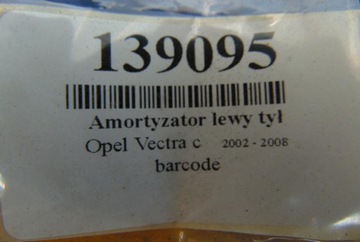 139095
Amortyzator lewy tył
Opel Vectra c 2002 - 2008
barcode